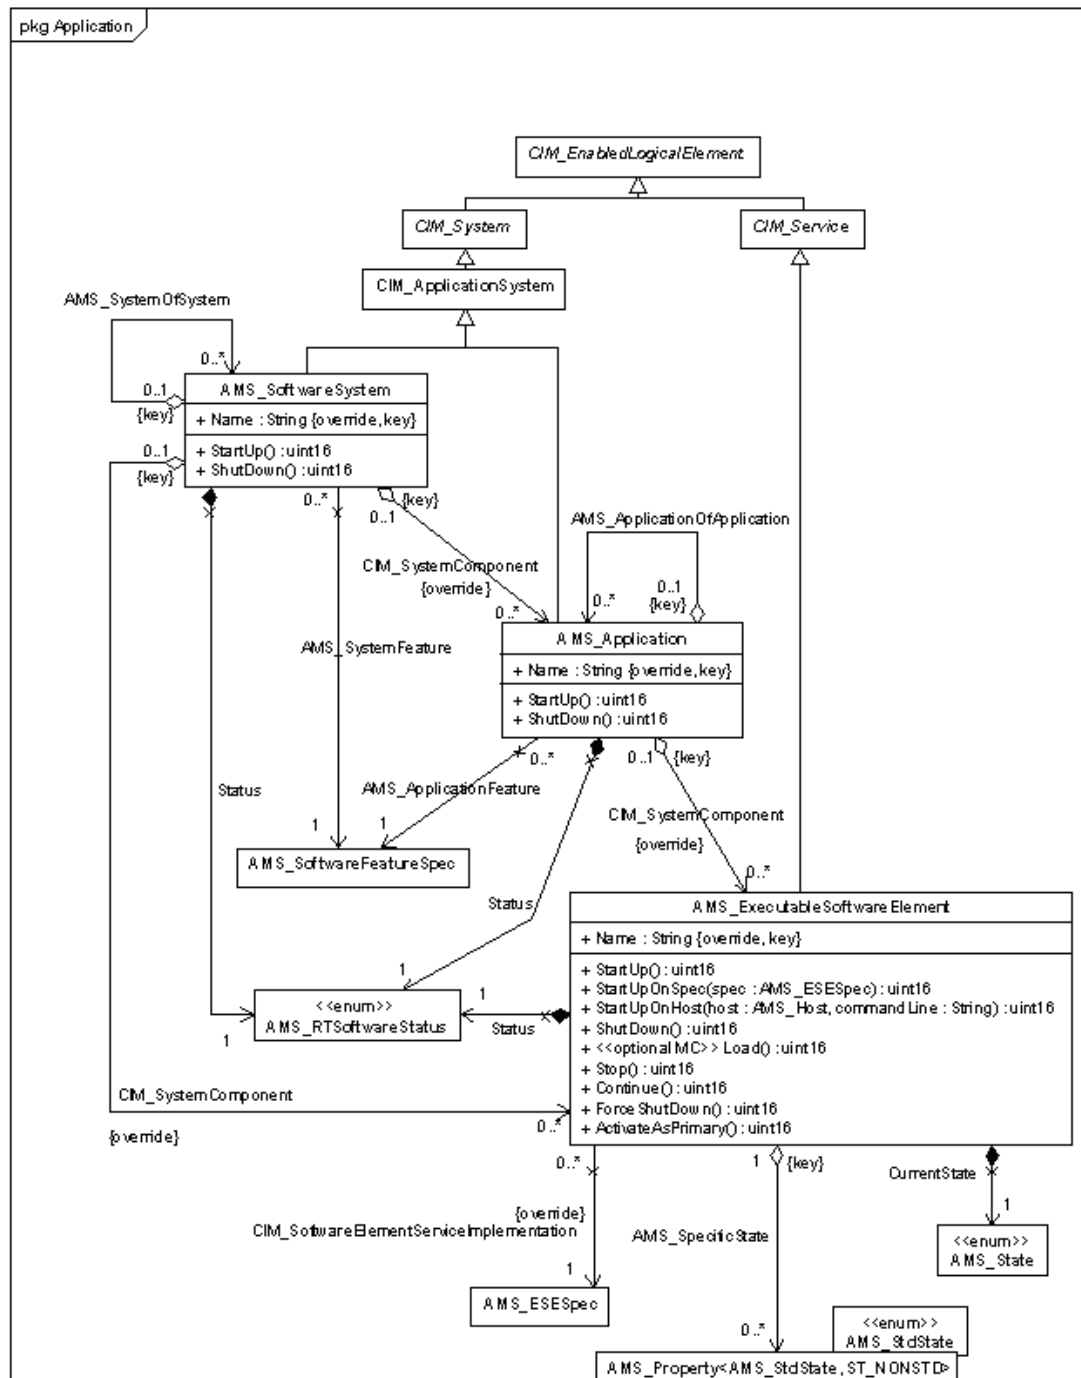 pkg Application
CIM_EnabledLogicalElement
CIM_System
CIM_Service
CIM_ApplicationSystem
AMS_SystemOfSystem
0..*
0..1
{key}
AMS_SoftwareSystem
+ Name : String {override,key}
+ StartUp() : uint16
+ ShutDown() : uint16
0..1
{key}
0..*
{key}
0..1
AMS_ApplicationOfApplication
CIM_SystemComponent
{override}
0..*
0..*
0..1
{key}
AMS_Application
+ Name : String {override,key}
+ StartUp() : uint16
+ ShutDown() : uint16
AMS_SystemFeature
0..*
0..1
{key}
Status
AMS_ApplicationFeature
1
1
AMS_SoftwareFeatureSpec
CIM_SystemComponent
{override}
0..*
Status
AMS_ExecutableSoftwareElement
+ Name : String {override, key}
+ StartUp() : uint16
+ StartUpOnSpec(spec : AMS_ESESpec) : uint16
+ StartUpOnHost(host : AMS_Host, commandLine : String) : uint16
+ ShutDown() : uint16
+ <<optionalMC>> Load() : uint16
+ Stop() : uint16
+ Continue() : uint16
+ ForceShutDown() : uint16
+ ActivateAsPrimary() : uint16
1
<<enum>>
AMS_RTSoftwareStatus
1
Status
1
CIM_SystemComponent
{override}
0..*
0..*
{override}
CIM_SoftwareElementServiceImplementation
1
AMS_ESESpec
1
{key}
AMS_SpecificState
0..*
CurrentState
1
<<enum>>
AMS_State
<<enum>>
AMS_StdState
AMS_Property<AMS_StdState, ST_NONSTD>